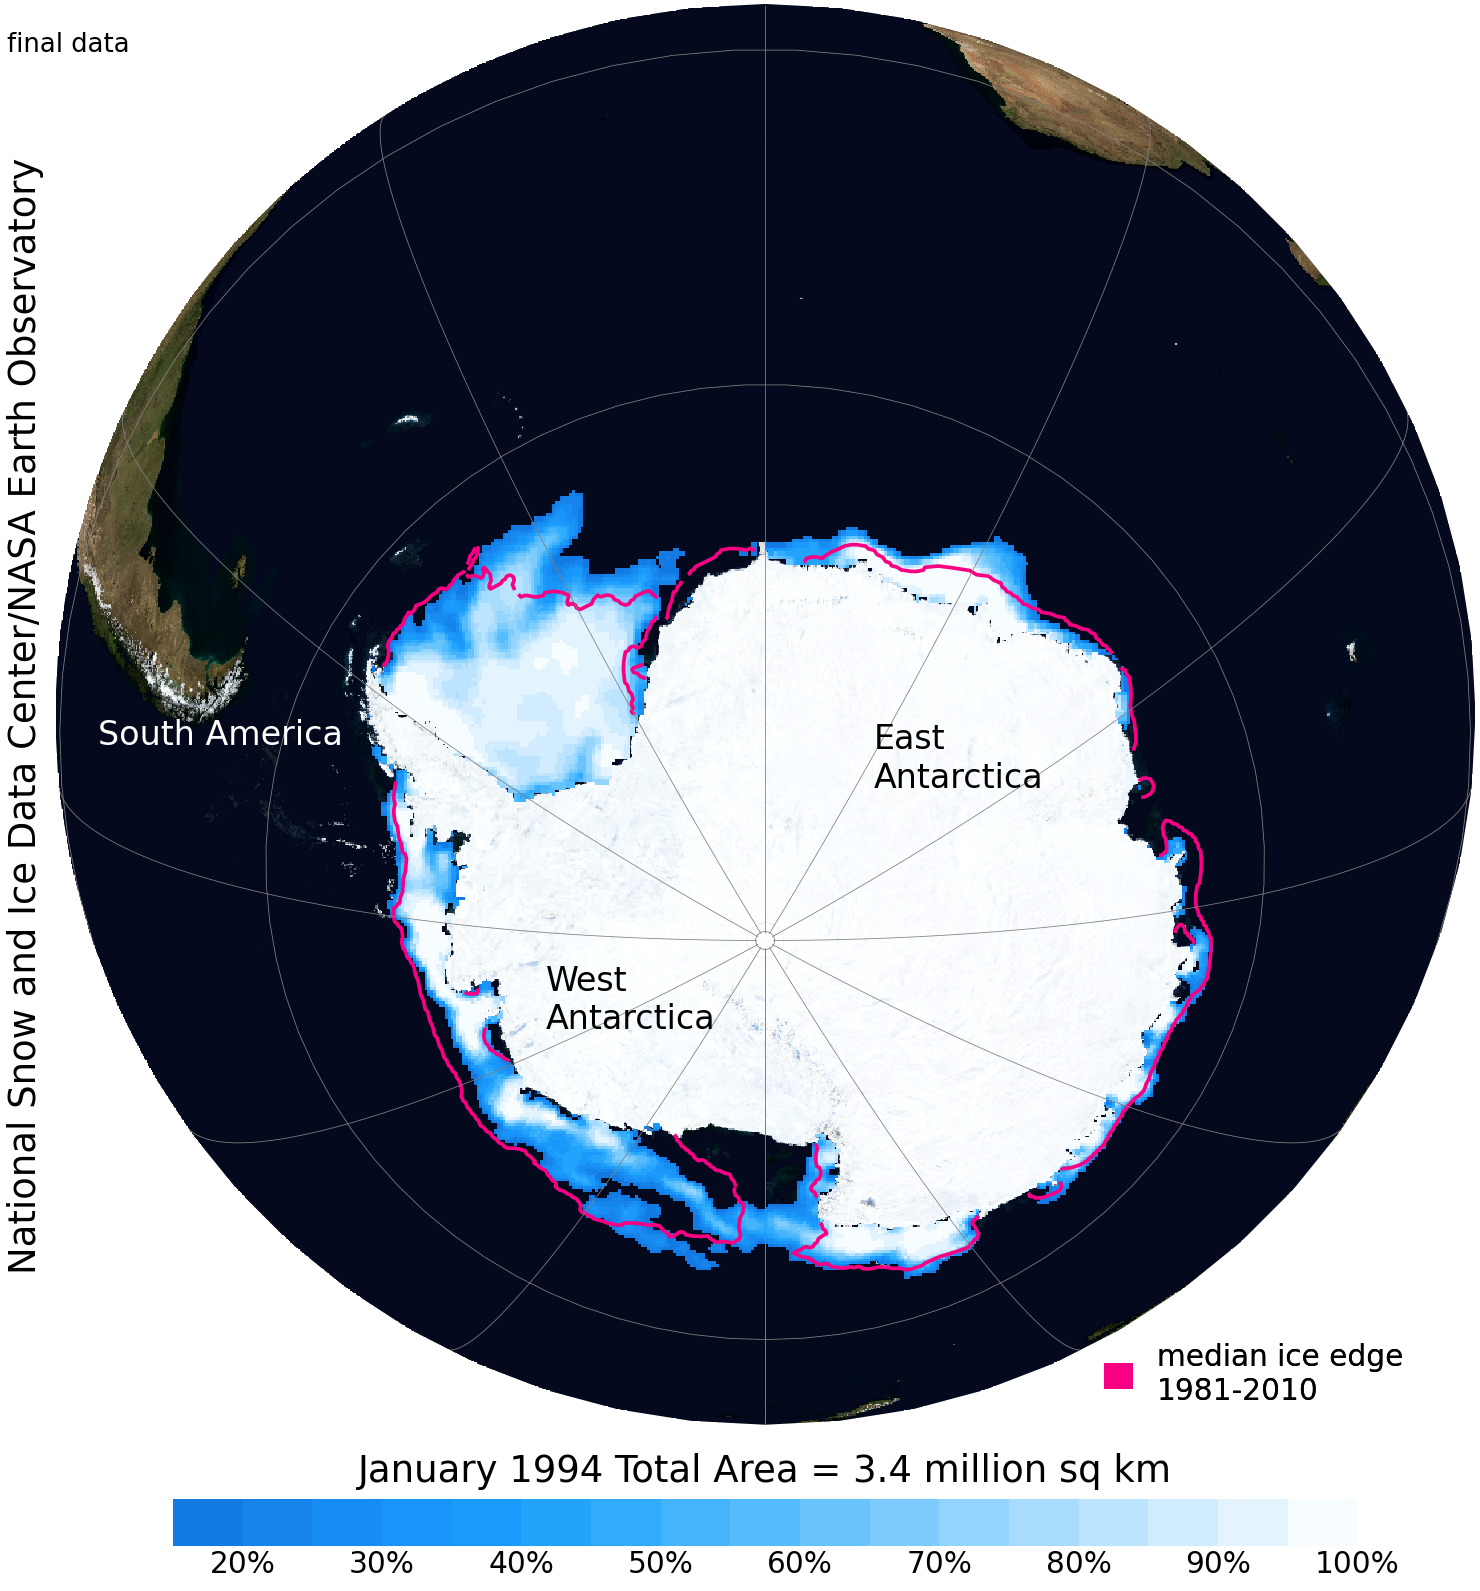 final data
National Snow and Ice Data Center/NASA Earth Observatory
South America
East
Antarctica
West
Antarctica
median ice edge
1981-2010
January 1994 Total Area = 3.4 million sq km
20% 30% 40% 50% 60% 70% 80% 90% 100%